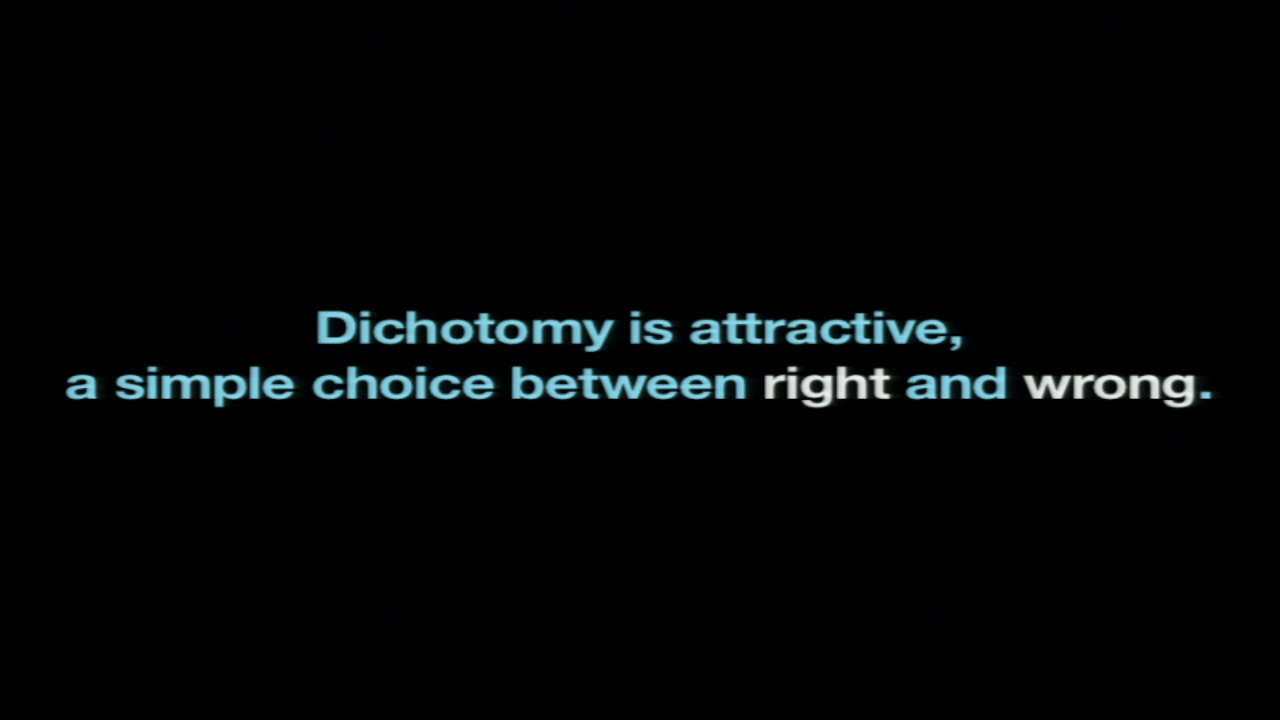 Dichotomy is attractive,
a simple choice between right and wrong.